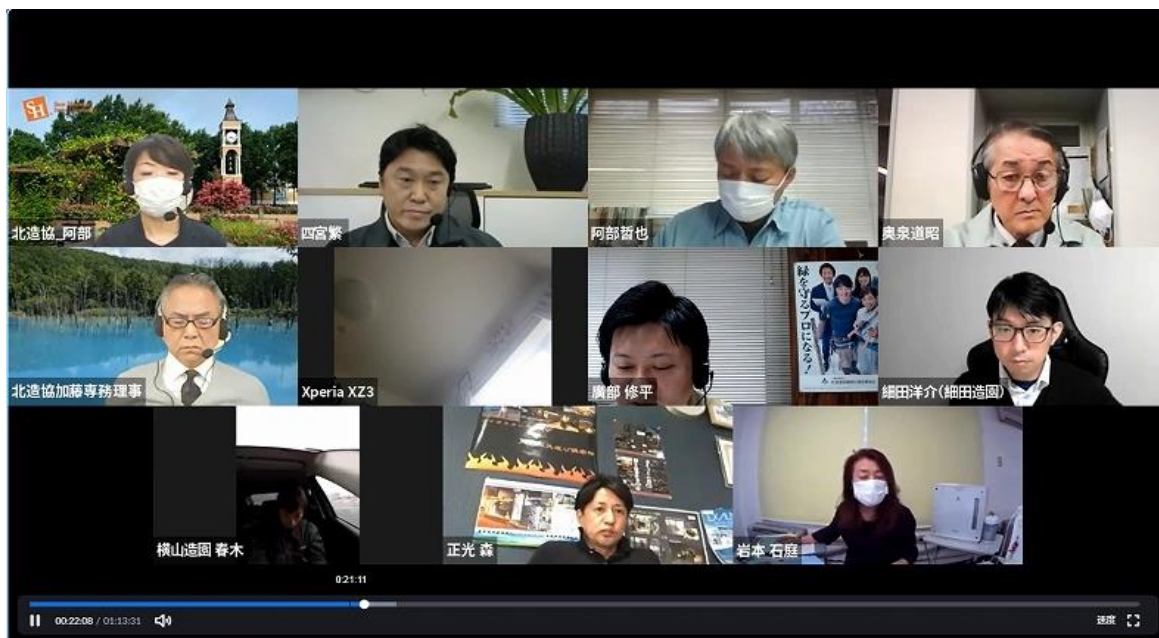 SH
北造協_阿部
四宮繁
阿部哲也
奥泉道昭
北造協加藤専務理事
Xperia XZ3
廣部 修平
緑を守るプロになる!
細田洋介(細田造園)
横山造園 春木
正光 森
岩本 石庭
0:21:11
00:22:08 / 01:13:31
速度